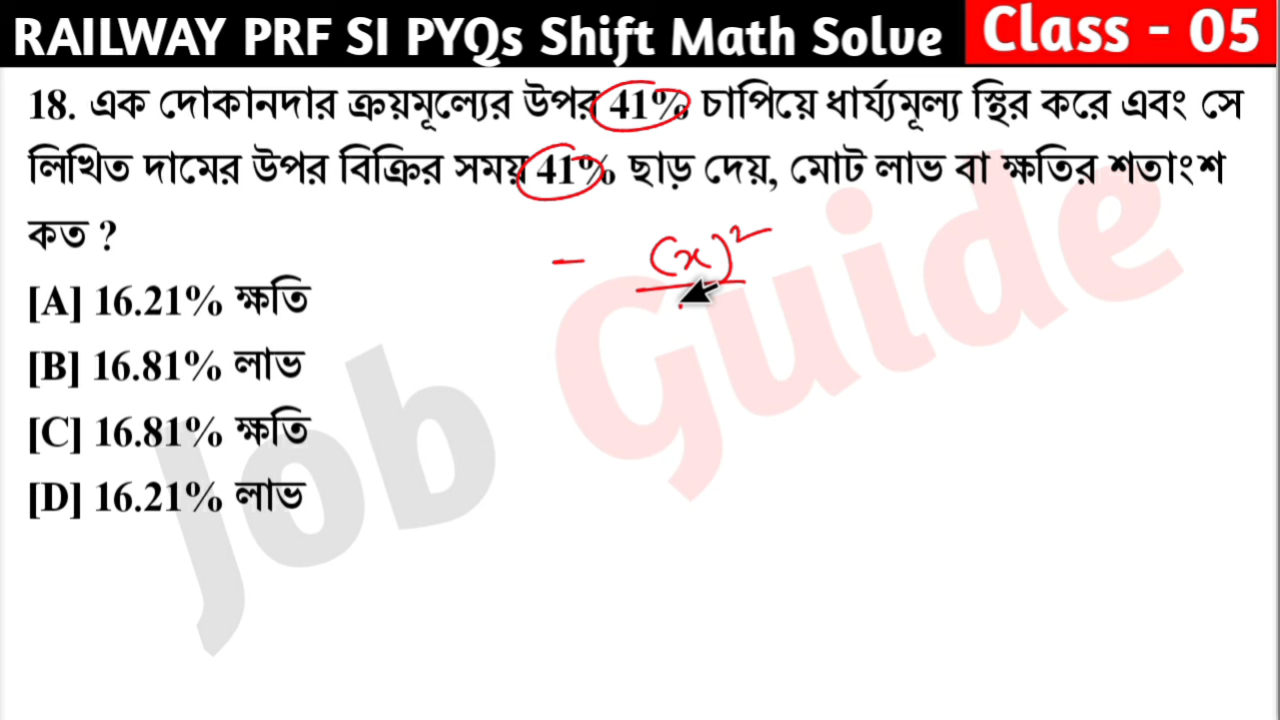 RAILWAY PRF SI PYQs Shift Math Solve
Class - 05
18. এক দোকানদার ক্রয়মূল্যের উপর 41% চাপিয়ে ধার্য্যমূল্য স্থির করে এবং সে
লিখিত দামের উপর বিক্রির সময় 41% ছাড় দেয়, মোট লাভ বা ক্ষতির শতাংশ
কত ?
- (x)²
[A] 16.21% ক্ষতি
[B] 16.81% লাভ
[C] 16.81% ক্ষতি
[D] 16.21% লাভ
Job Guide